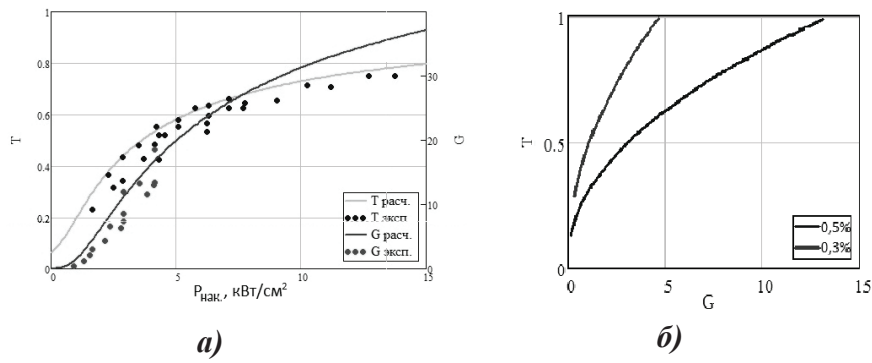 1
0.8
0.6
0.4
0.2
0
T
30
20
10
0
G
0 5 10 15
Pнак., кВт/см²
T расч.
T эксп
G расч.
G эксп.
а)
1
0.5
0
T
0 5 10 15
G
0,5%
0,3%
б)